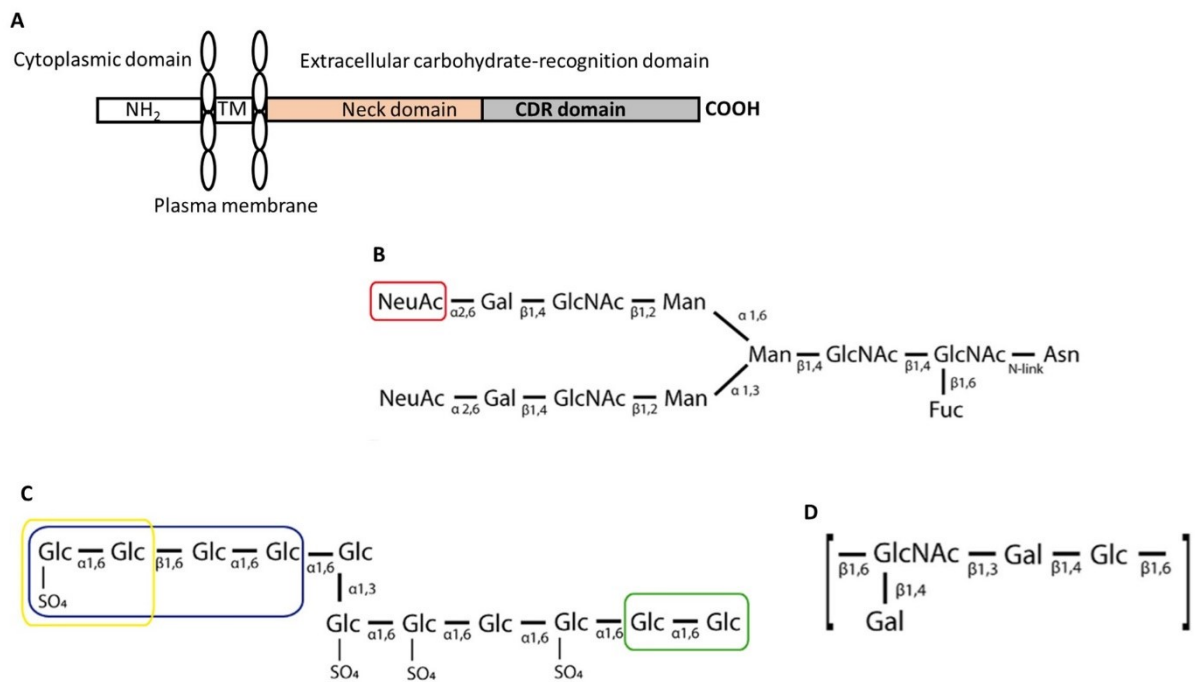 A
Cytoplasmic domain
Extracellular carbohydrate-recognition domain
NH2
TM
Neck domain
CDR domain
COOH
Plasma membrane
B
NeuAc α2,6 Gal β1,4 GlcNAc β1,2 Man
α 1,6
Man β1,4 GlcNAc β1,4 GlcNAc N-link Asn
NeuAc α 2,6 Gal β1,4 GlcNAc β1,2 Man
α 1,3
β1,6
Fuc
C
Glc α1,6 Glc β1,6 Glc α1,6 Glc α1,6 Glc
SO4
α1,3
Glc α1,6 Glc α1,6 Glc α1,6 Glc α1,6 Glc α1,6 Glc
SO4 SO4 SO4
D
β1,6 GlcNAc β1,3 Gal β1,4 Glc β1,6
β1,4
Gal